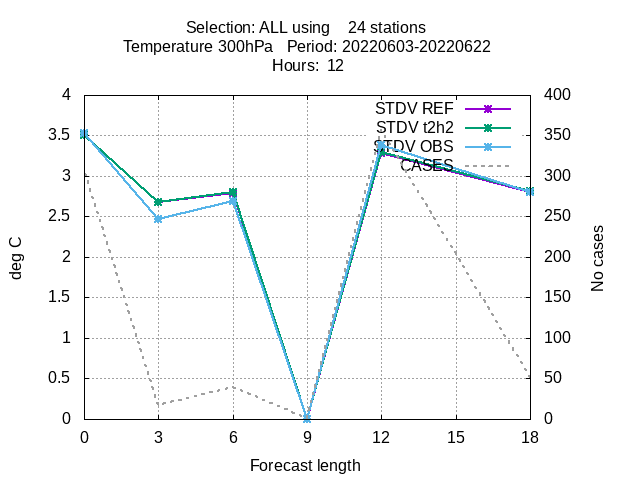 Selection: ALL using    24 stations
Temperature 300hPa   Period: 20220603-20220622
Hours:  12
STDV REF
STDV t2h2
STDV OBS
CASES
deg C
No cases
4
3.5
3
2.5
2
1.5
1
0.5
0
400
350
300
250
200
150
100
50
0
0 3 6 9 12 15 18
Forecast length